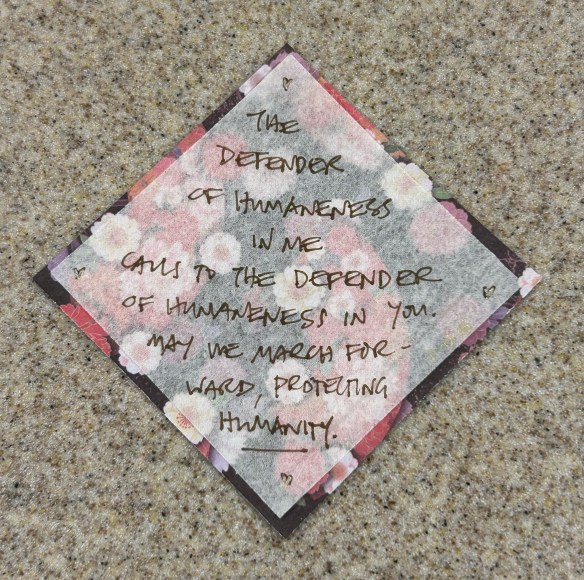 THE
DEFENDER
OF HUMANENESS
IN ME
CALLS TO THE DEFENDER
OF HUMANENESS IN YOU.
MAY WE MARCH FOR-
WARD, PROTECTING
HUMANITY.